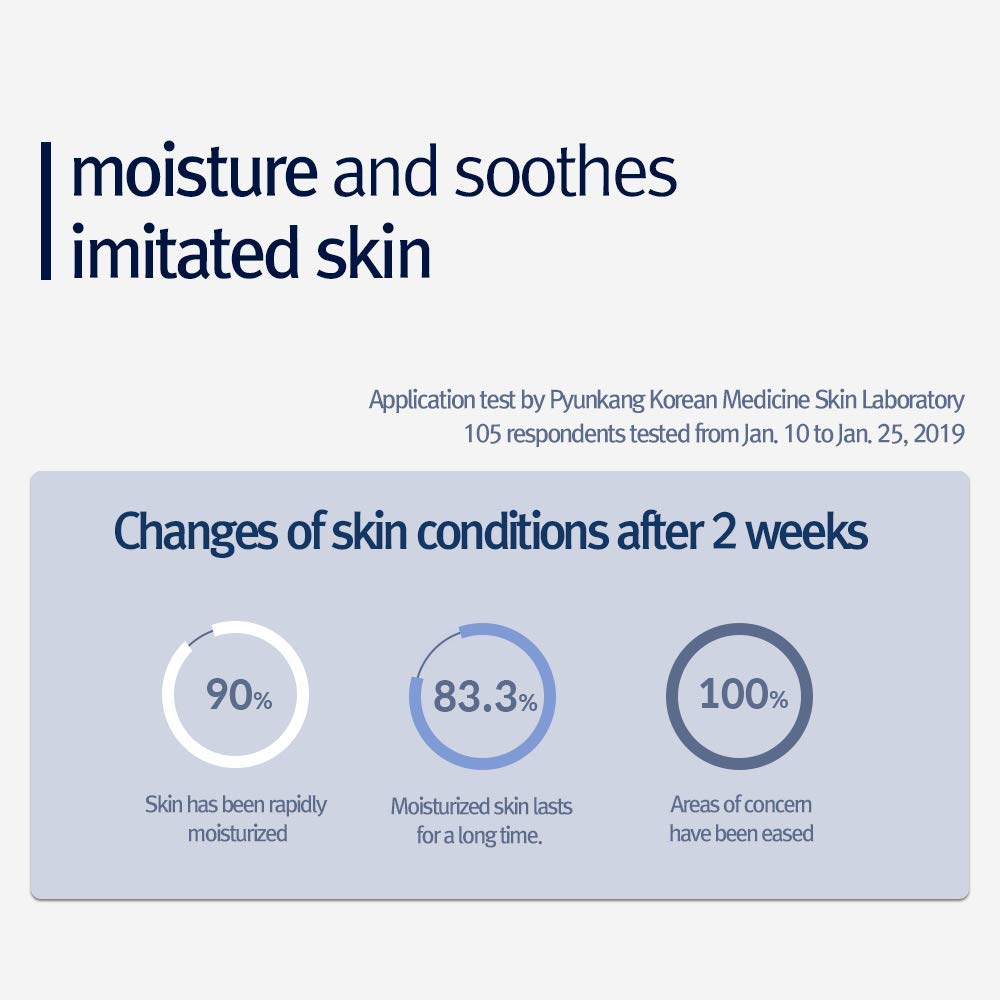 moisture and soothes
imitated skin
Application test by Pyunkang Korean Medicine Skin Laboratory
105 respondents tested from Jan. 10 to Jan. 25, 2019
Changes of skin conditions after 2 weeks
90%
Skin has been rapidly
moisturized
83.3%
Moisturized skin lasts
for a long time.
100%
Areas of concern
have been eased